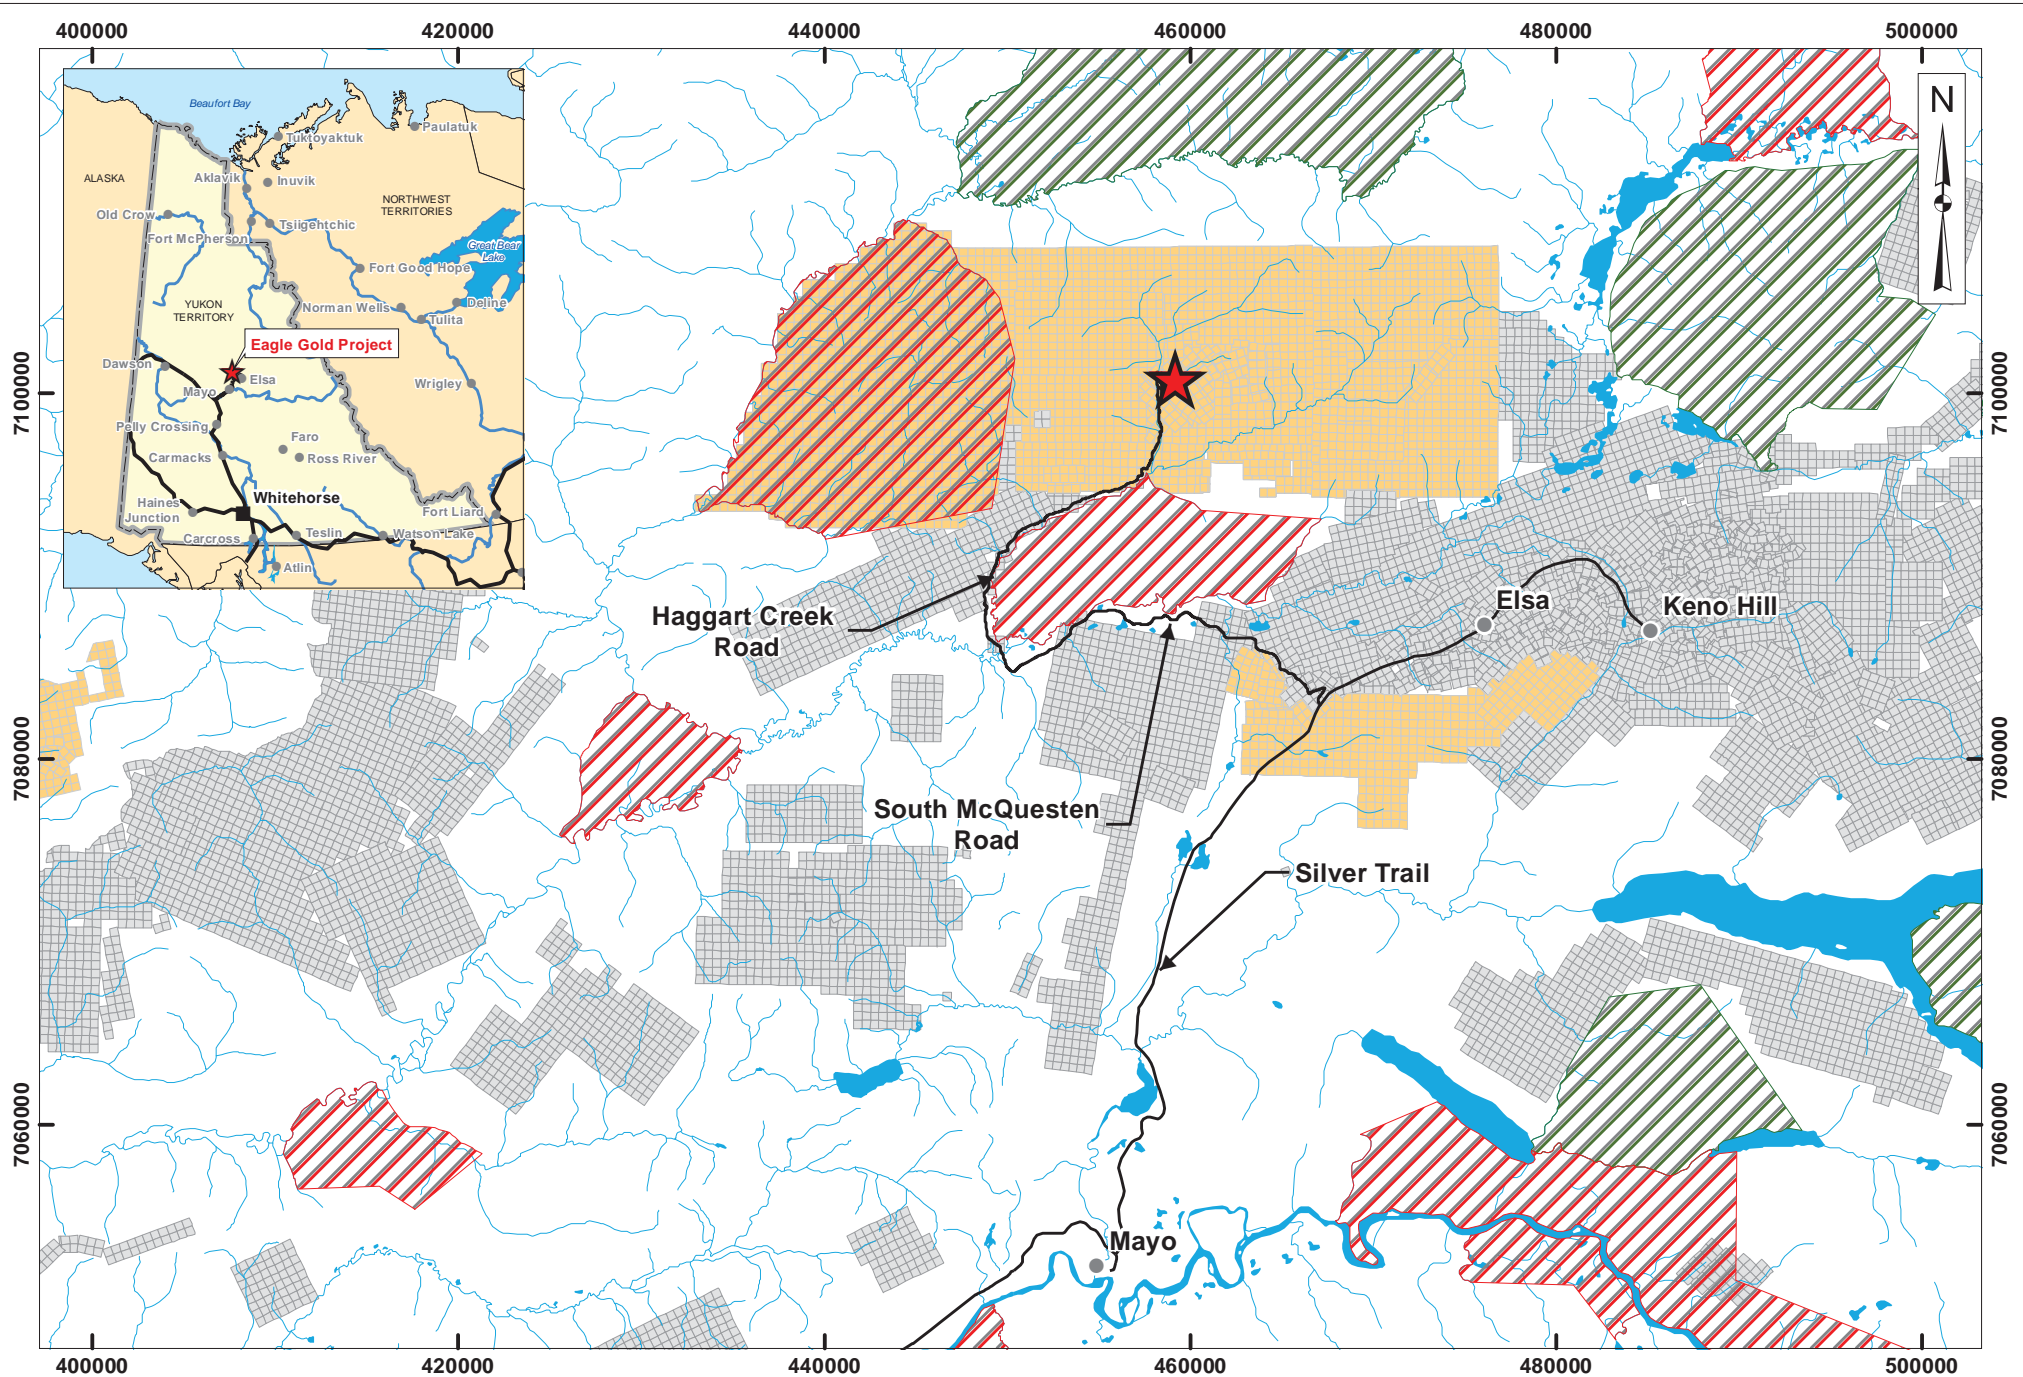 400000
420000
440000
460000
480000
500000
Beaufort Bay
Paulatuk
Tuktoyaktuk
ALASKA
Aklavik
Inuvik
NORTHWEST
TERRITORIES
Old Crow
Tsiigehtchic
Fort McPherson
Great Bear
Lake
Fort Good Hope
YUKON
TERRITORY
Norman Wells
Deline
Tulita
Eagle Gold Project
Dawson
Elsa
Mayo
Wrigley
Pelly Crossing
Faro
Carmacks
Ross River
Whitehorse
Haines
Junction
Fort Liard
Teslin
Watson Lake
Carcross
Atlin
N
7100000
7100000
Haggart Creek
Road
Elsa
Keno Hill
7080000
7080000
South McQuesten
Road
Silver Trail
7060000
7060000
Mayo
400000
420000
440000
460000
480000
500000